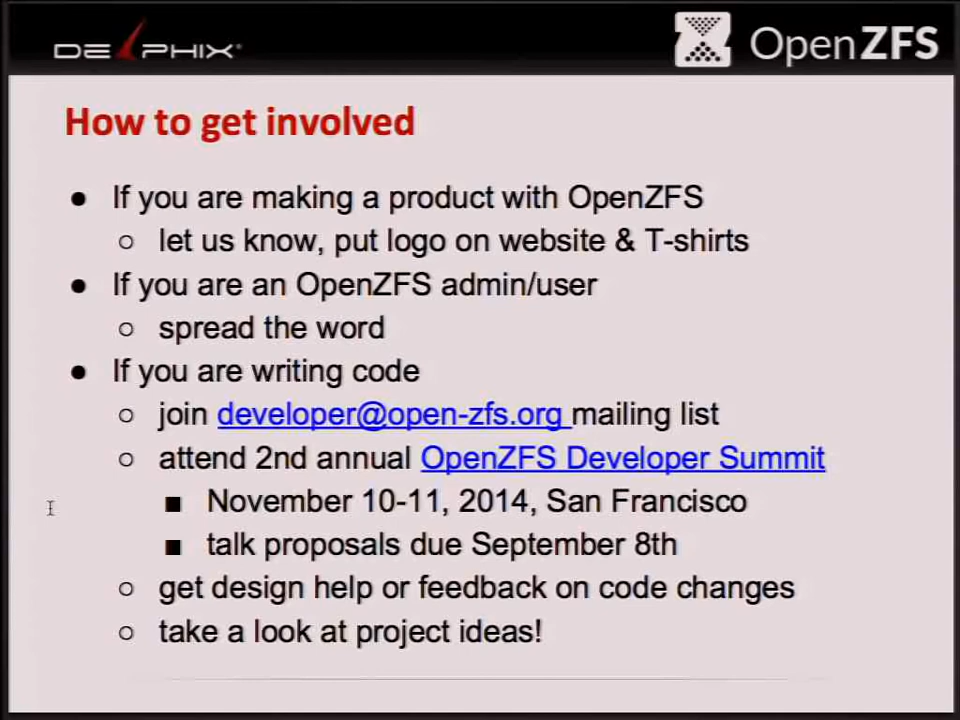 DELPHIX
OpenZFS
How to get involved
● If you are making a product with OpenZFS
○ let us know, put logo on website & T-shirts
● If you are an OpenZFS admin/user
○ spread the word
● If you are writing code
○ join developer@open-zfs.org mailing list
○ attend 2nd annual OpenZFS Developer Summit
■ November 10-11, 2014, San Francisco
■ talk proposals due September 8th
○ get design help or feedback on code changes
○ take a look at project ideas!